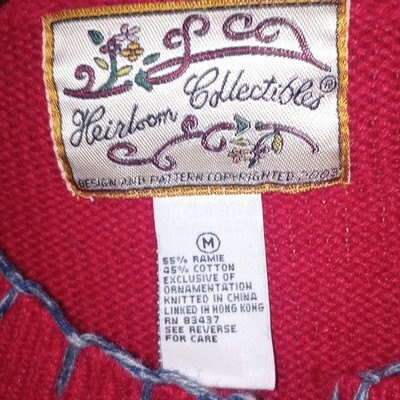 Heirloom Collectibles®
DESIGN AND PATTERN COPYRIGHTED 2003
M
55% RAMIE
45% COTTON
EXCLUSIVE OF
ORNAMENTATION
KNITTED IN CHINA
LINKED IN HONG KONG
RN 83437
SEE REVERSE
FOR CARE